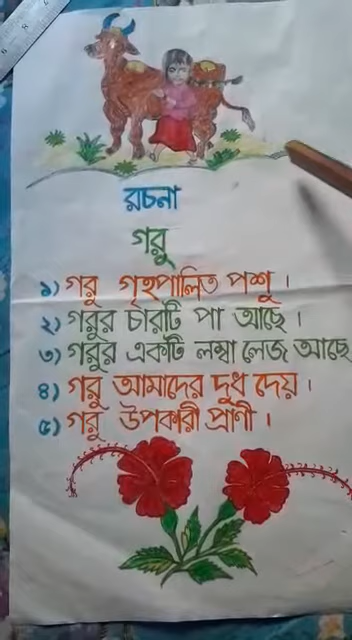 রচনা
গরু
১) গরু গৃহপালিত পশু ।
২) গরুর চারটি পা আছে ।
৩) গরুর একটি লম্বা লেজ আছে
৪) গরু আমাদের দুধ দেয় ।
৫) গরু উপকারী প্রাণী ।